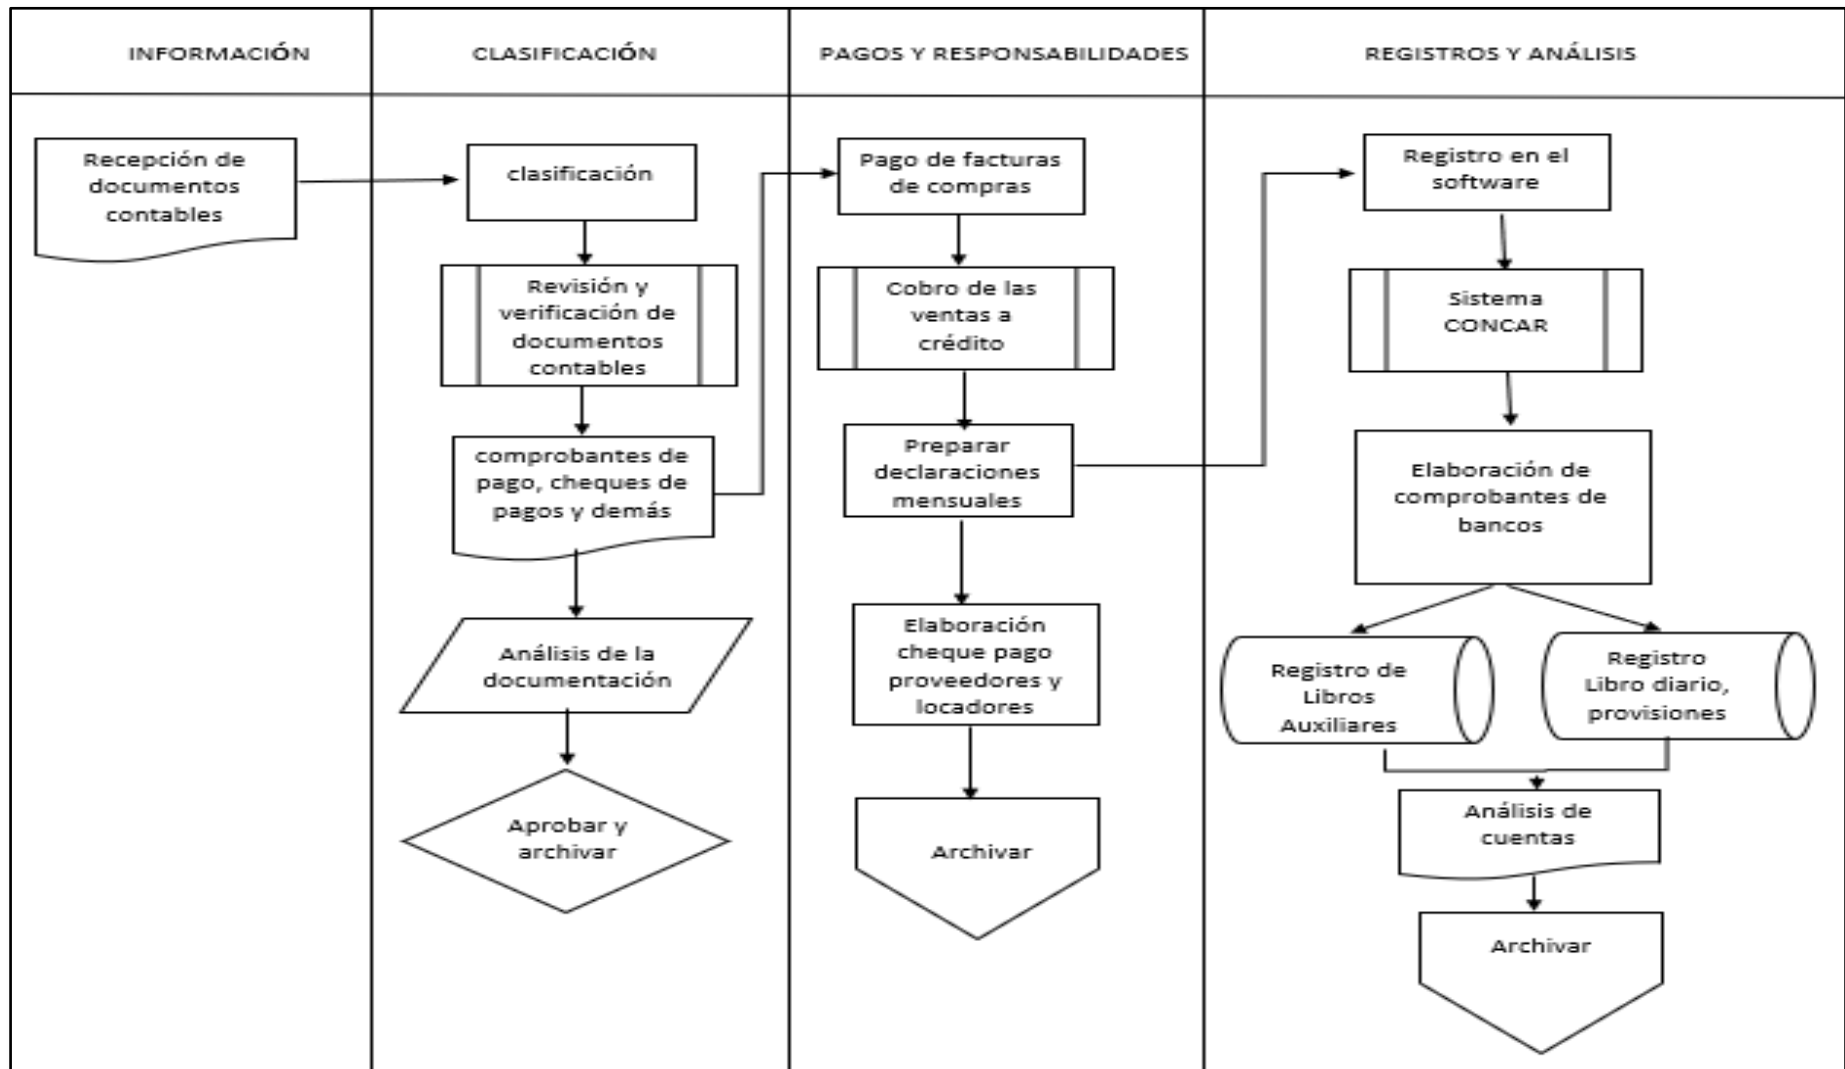 INFORMACIÓN
CLASIFICACIÓN
PAGOS Y RESPONSABILIDADES
REGISTROS Y ANÁLISIS
Recepción de
documentos
contables
clasificación
Revisión y
verificación de
documentos
contables
comprobantes de
pago, cheques de
pagos y demás
Análisis de la
documentación
Aprobar y
archivar
Pago de facturas
de compras
Cobro de las
ventas a
crédito
Preparar
declaraciones
mensuales
Elaboración
cheque pago
proveedores y
locadores
Archivar
Registro en el
software
Sistema
CONCAR
Elaboración de
comprobantes de
bancos
Registro de
Libros
Auxiliares
Registro
Libro diario,
provisiones
Análisis de
cuentas
Archivar